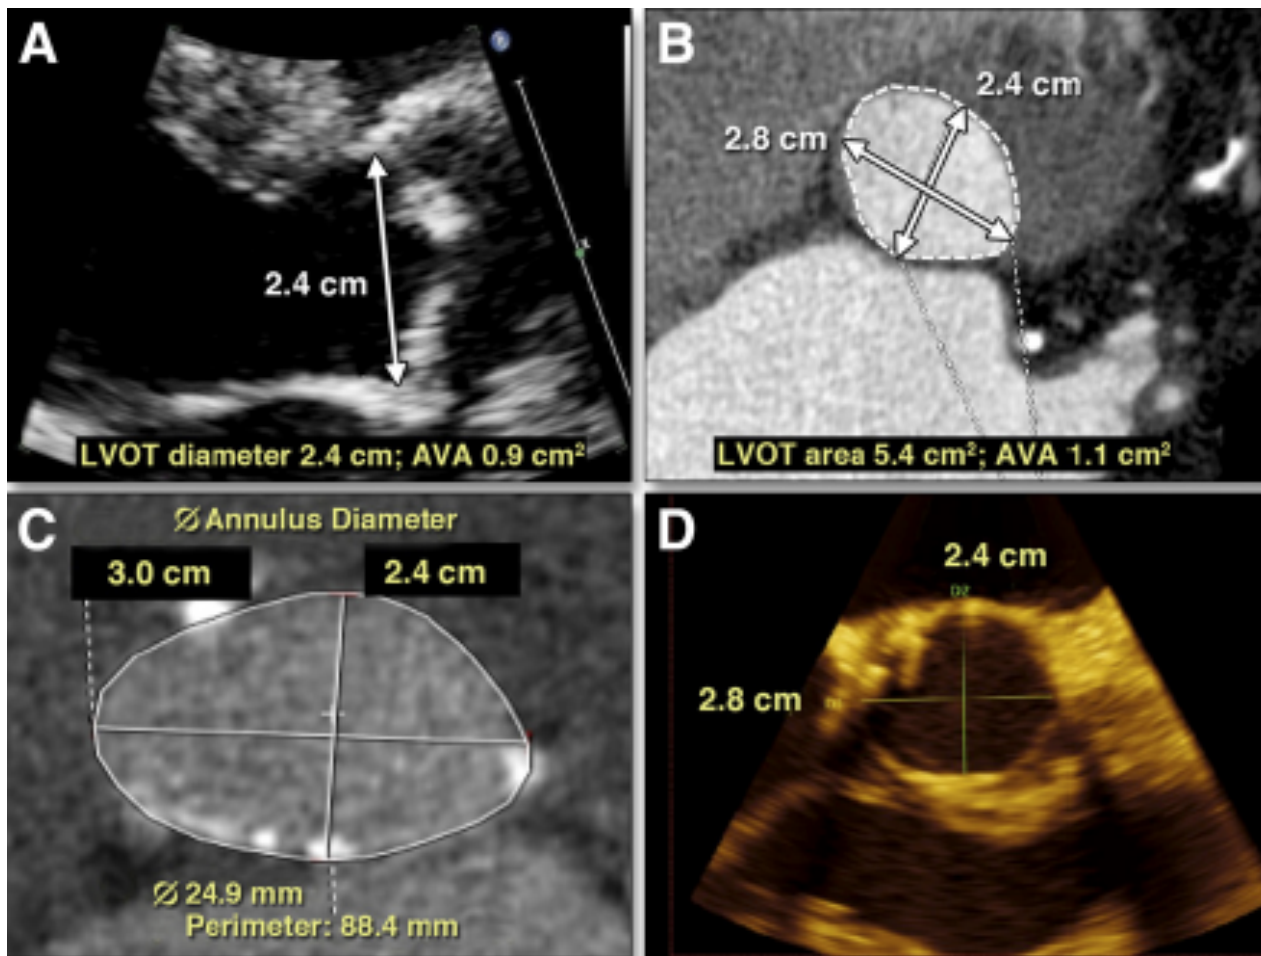 A
2.4 cm
LVOT diameter 2.4 cm; AVA 0.9 cm²
B
2.4 cm
2.8 cm
LVOT area 5.4 cm²; AVA 1.1 cm²
C
∅ Annulus Diameter
3.0 cm
2.4 cm
∅ 24.9 mm
Perimeter: 88.4 mm
D
2.4 cm
D2
2.8 cm